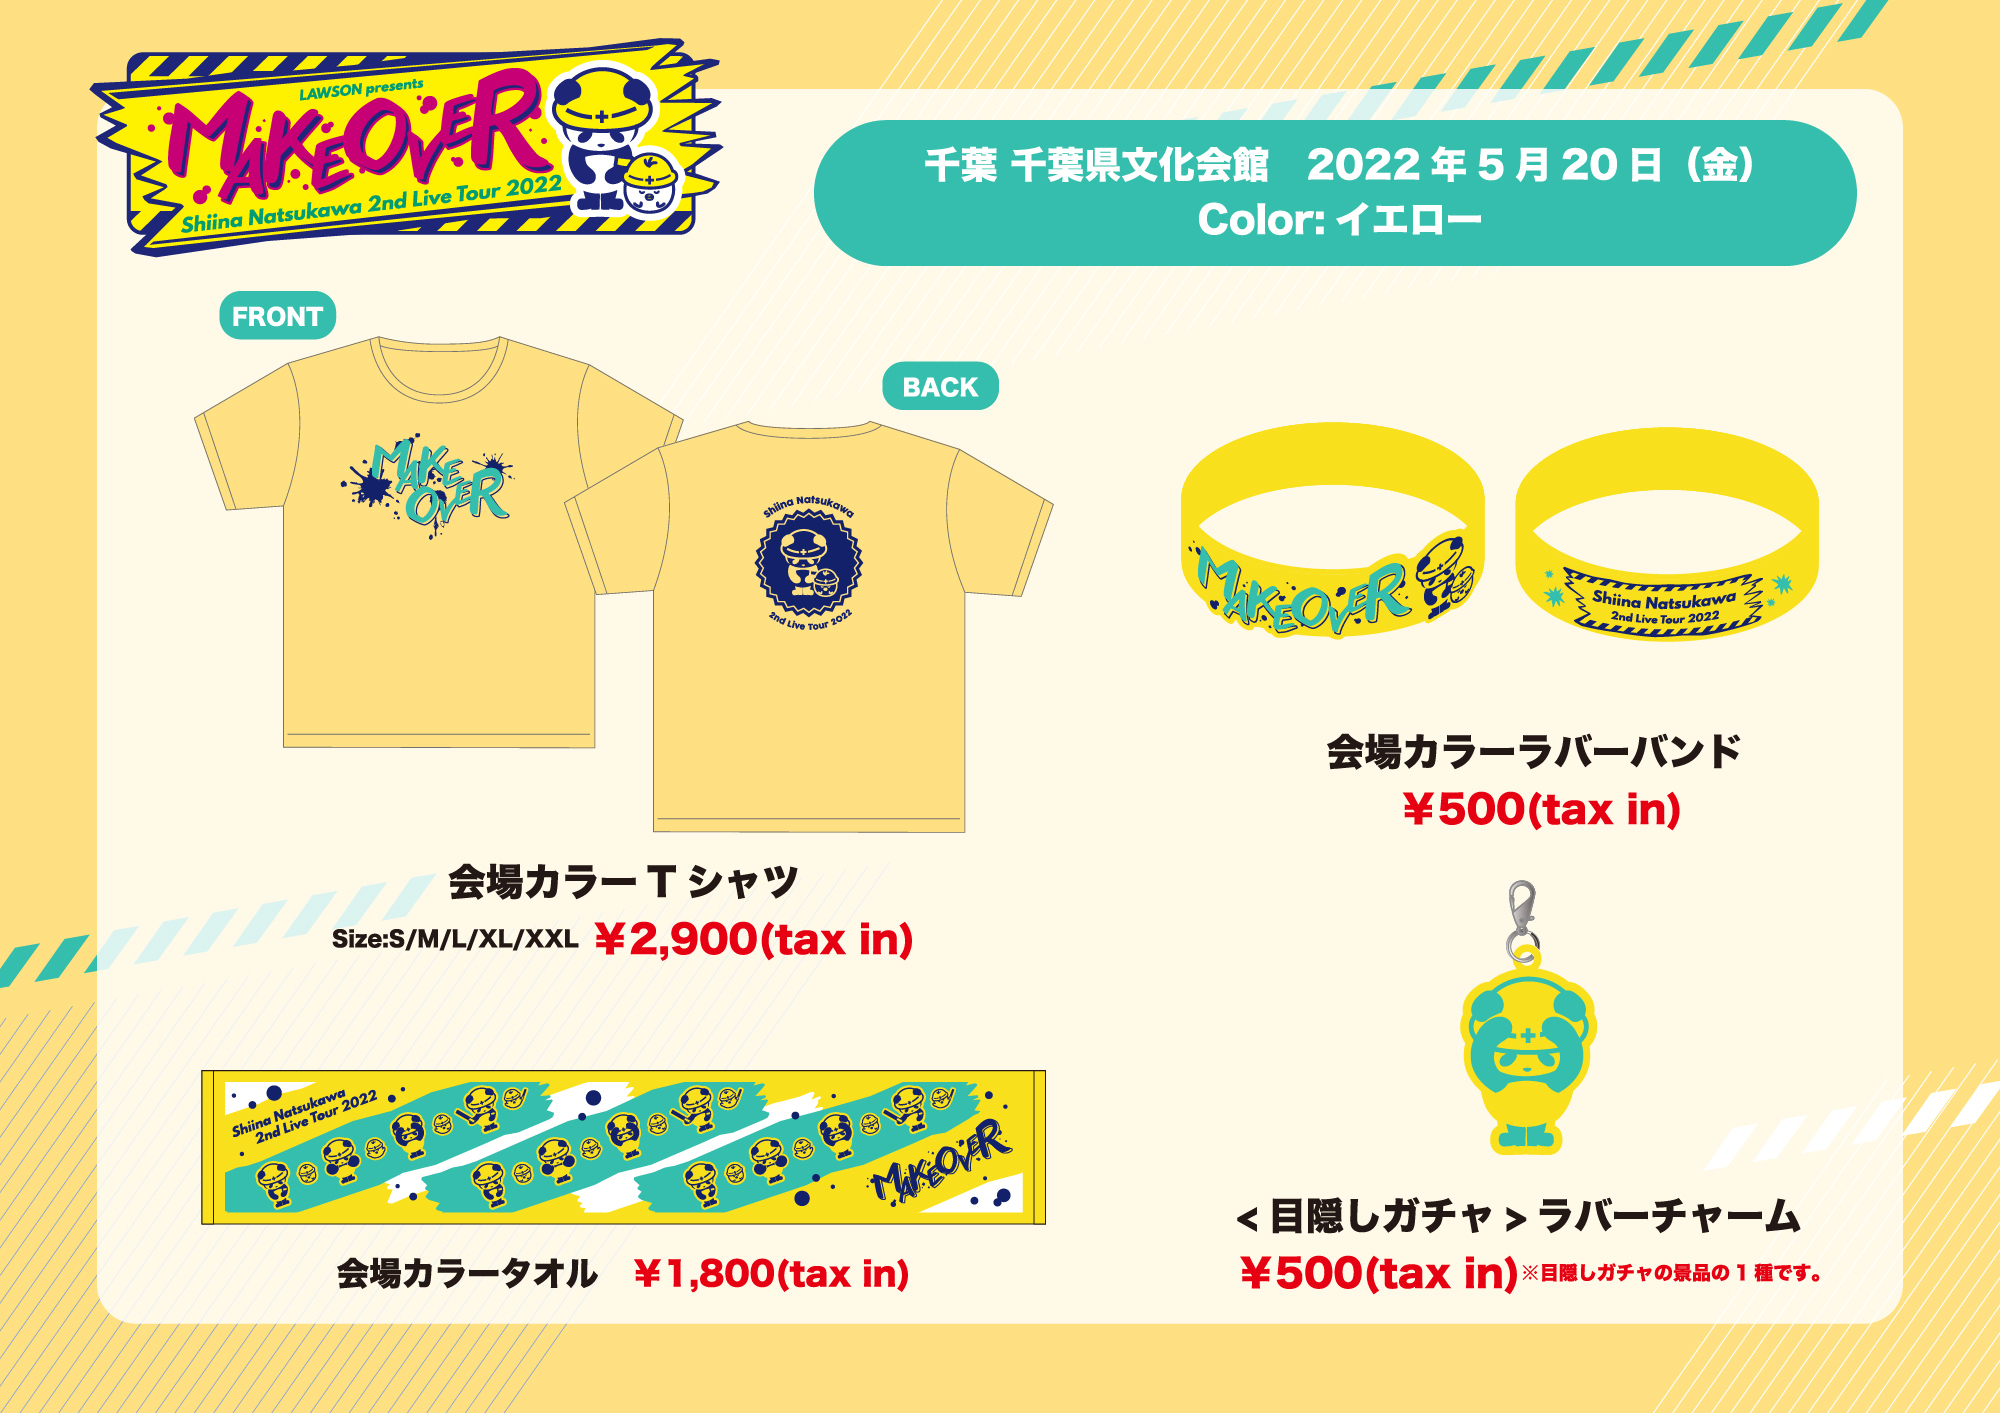 LAWSON presents
MAKEOVER
Shiina Natsukawa 2nd Live Tour 2022
千葉 千葉県文化会館　2022年5月20日（金）
Color: イエロー
FRONT
MAKE
OVER
BACK
Shiina Natsukawa
2nd Live Tour 2022
MAKEOVER
Shiina Natsukawa
2nd Live Tour 2022
会場カラーラバーバンド
¥500(tax in)
会場カラーTシャツ
Size:S/M/L/XL/XXL ¥2,900(tax in)
Shiina Natsukawa
2nd Live Tour 2022
MAKEOVER
会場カラータオル　¥1,800(tax in)
<目隠しガチャ>ラバーチャーム
¥500(tax in)※目隠しガチャの景品の1種です。